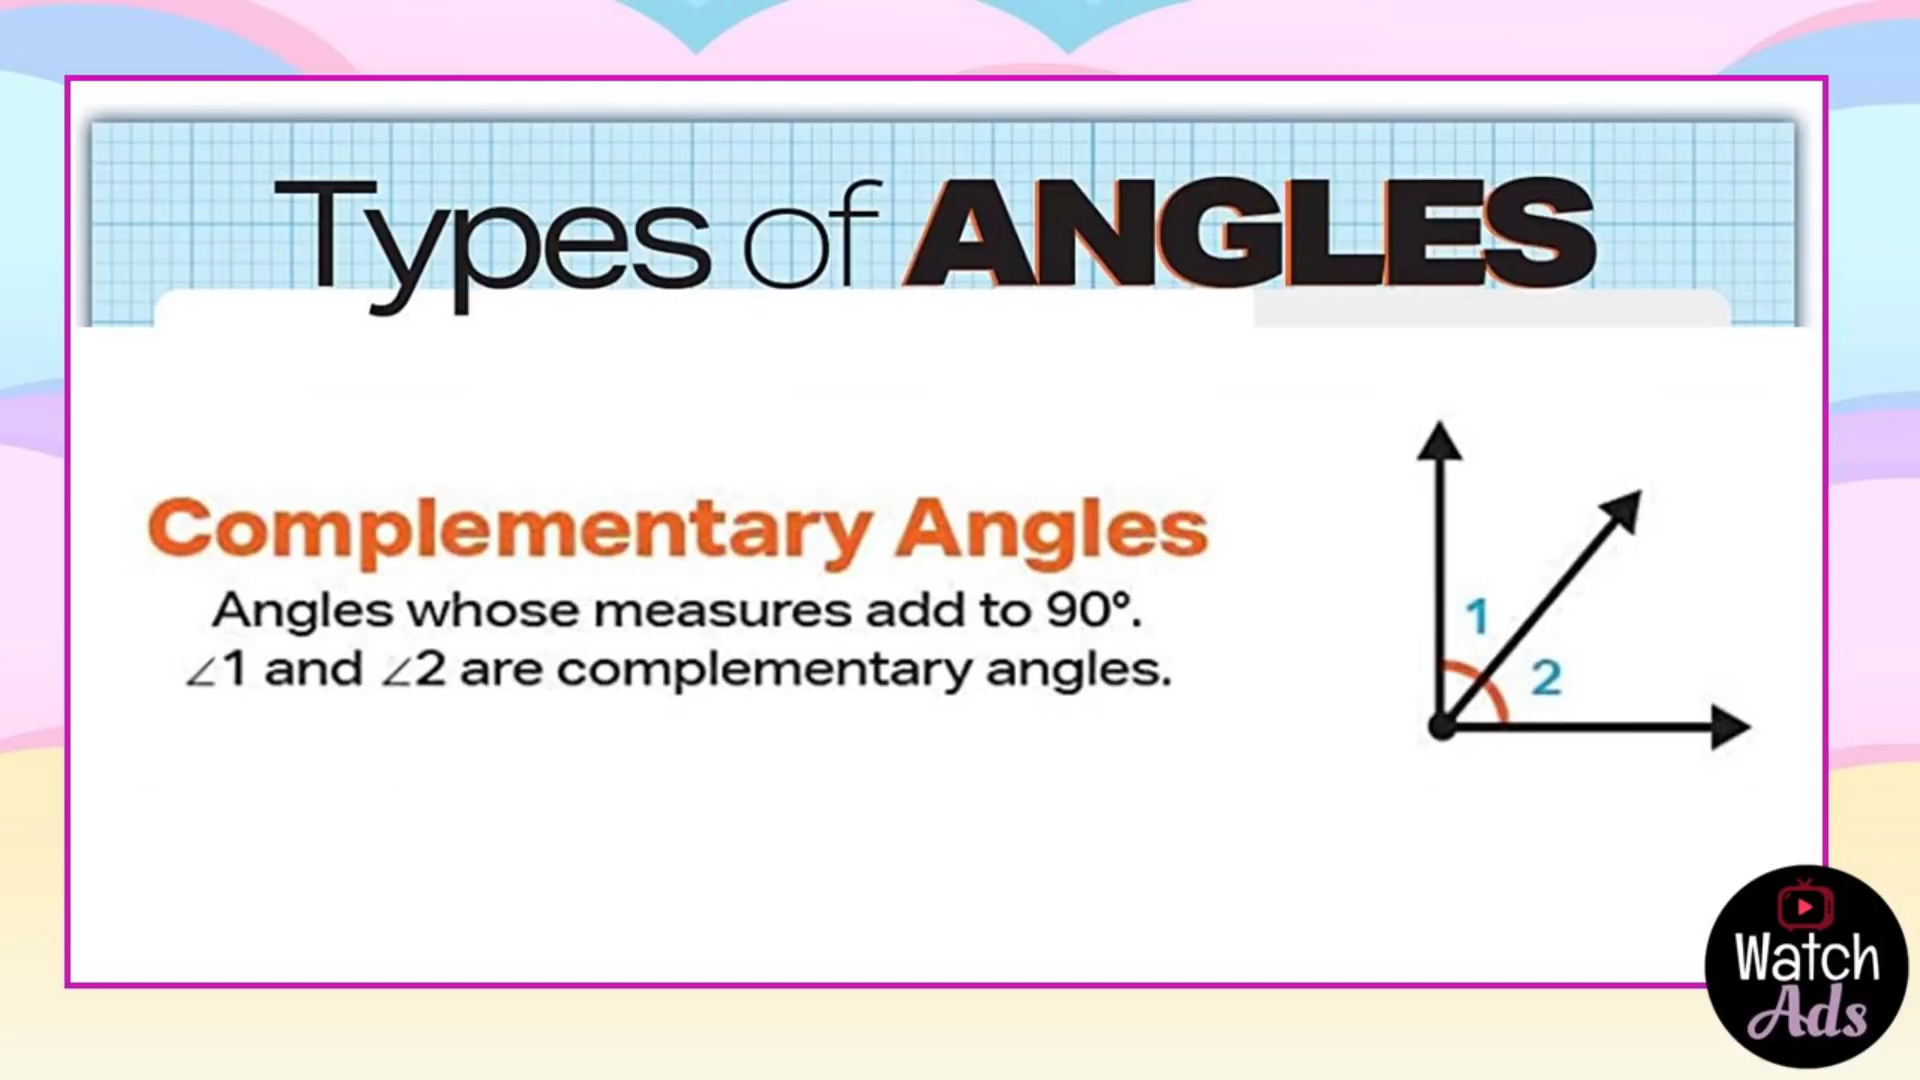 Types of ANGLES
Complementary Angles
Angles whose measures add to 90°.
∠1 and ∠2 are complementary angles.
1
2
Watch
Ads